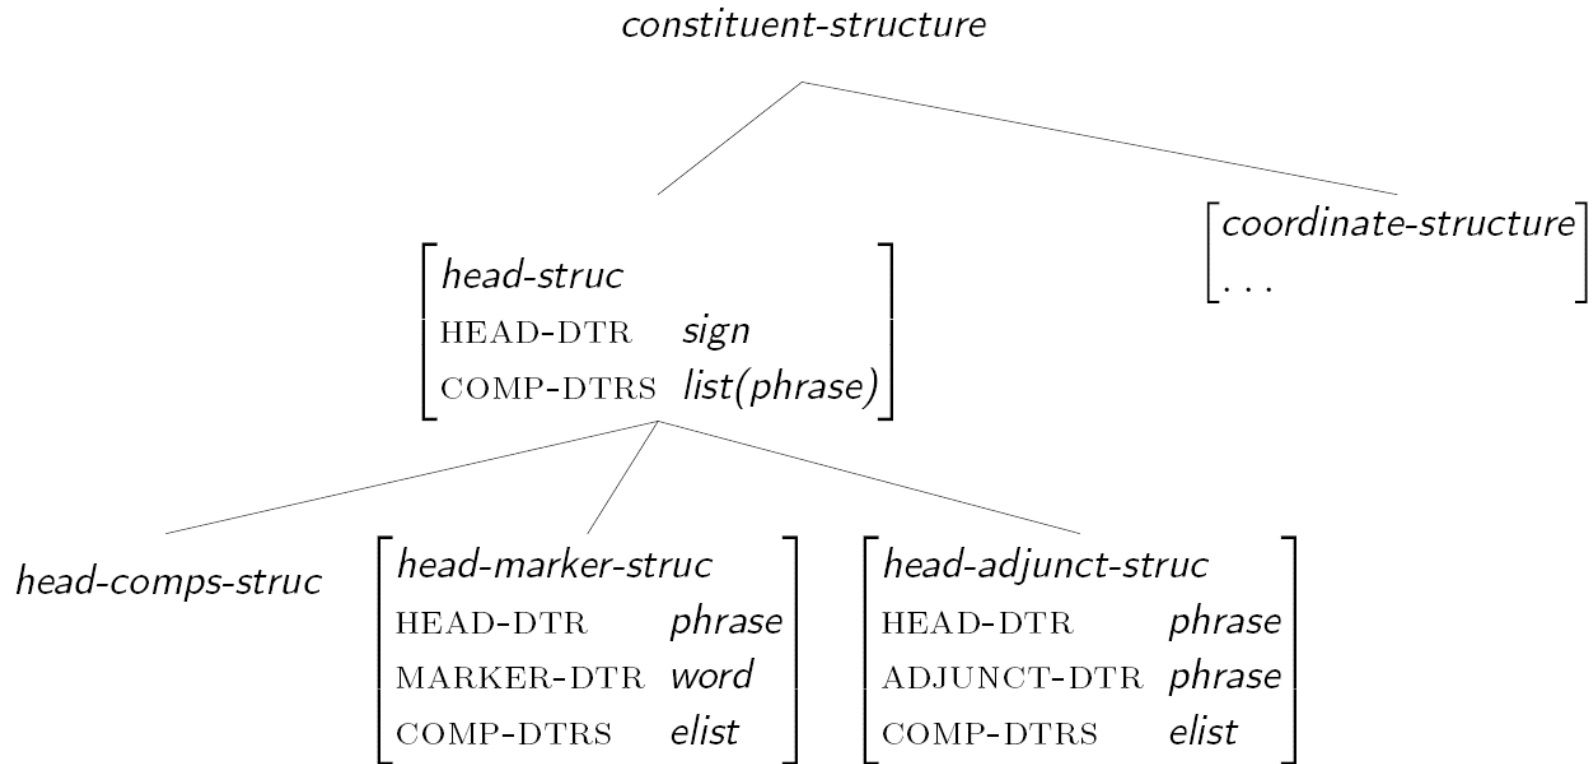 constituent-structure
[coordinate-structure
. . .]
[head-struc
HEAD-DTR sign
COMP-DTRS list(phrase)]
head-comps-struc
[head-marker-struc
HEAD-DTR phrase
MARKER-DTR word
COMP-DTRS elist]
[head-adjunct-struc
HEAD-DTR phrase
ADJUNCT-DTR phrase
COMP-DTRS elist]